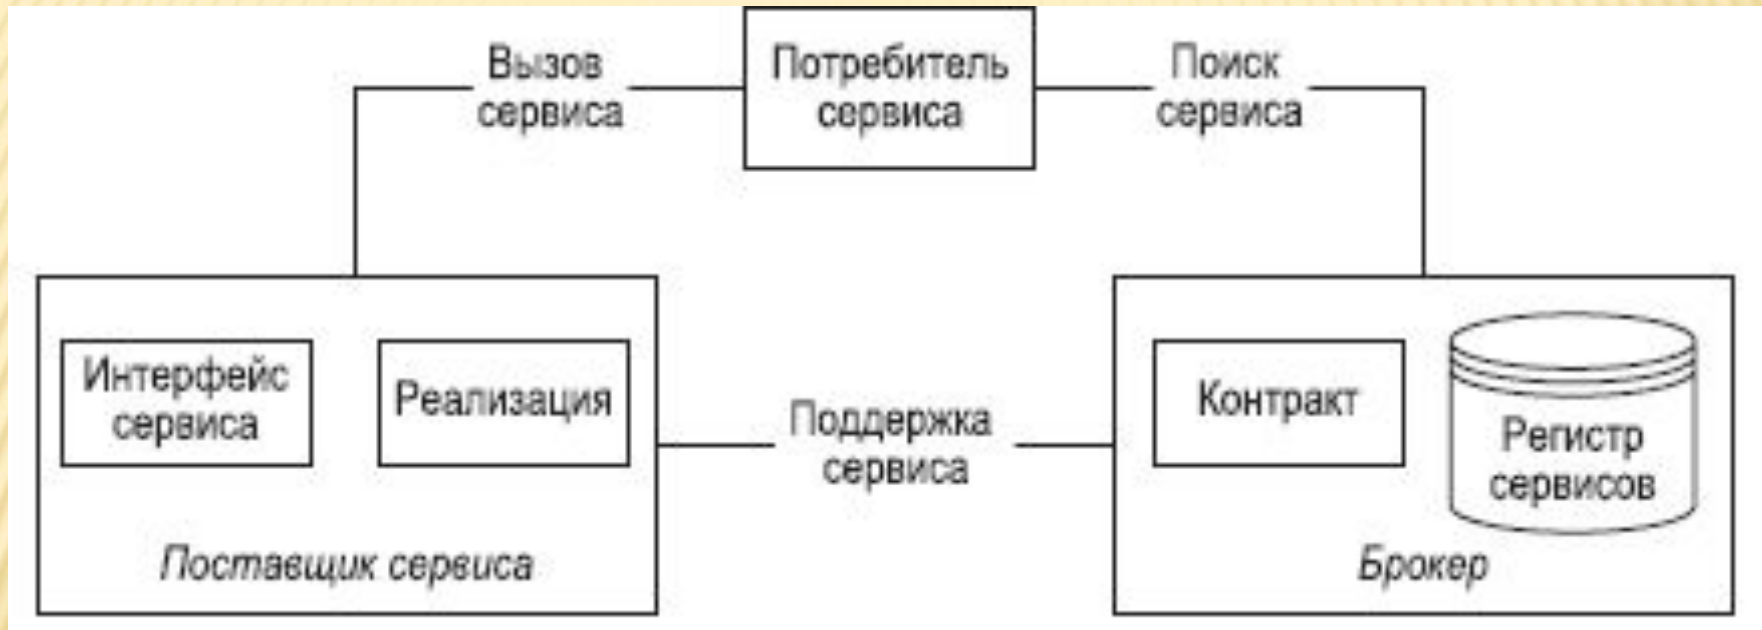 Вызов
сервиса
Потребитель
сервиса
Поиск
сервиса
Интерфейс
сервиса
Реализация
Поставщик сервиса
Поддержка
сервиса
Контракт
Регистр
сервисов
Брокер